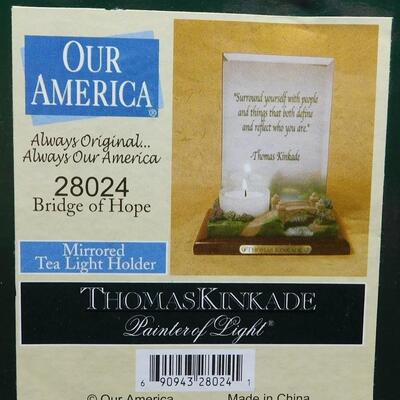 OUR
AMERICA®
Always Original...
Always Our America
28024
Bridge of Hope
Mirrored
Tea Light Holder
"Surround yourself with people
and things that both define
and reflect who you are."
-Thomas Kinkade
THOMAS KINKADE
THOMASKINKADE
Painter of Light®
6 90943 28024 1
© Our America
Made in China